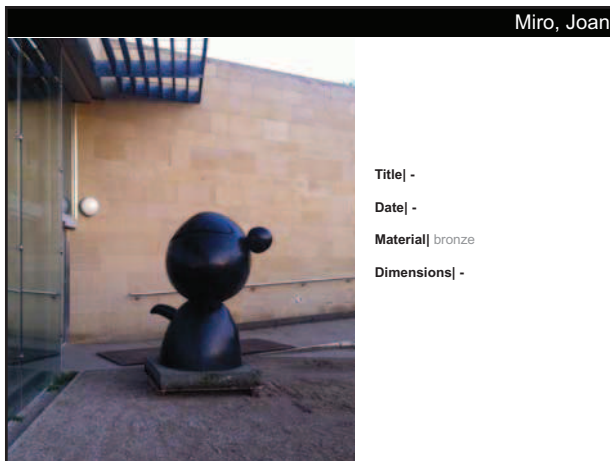 Miro, Joan
Title| -
Date| -
Material| bronze
Dimensions| -